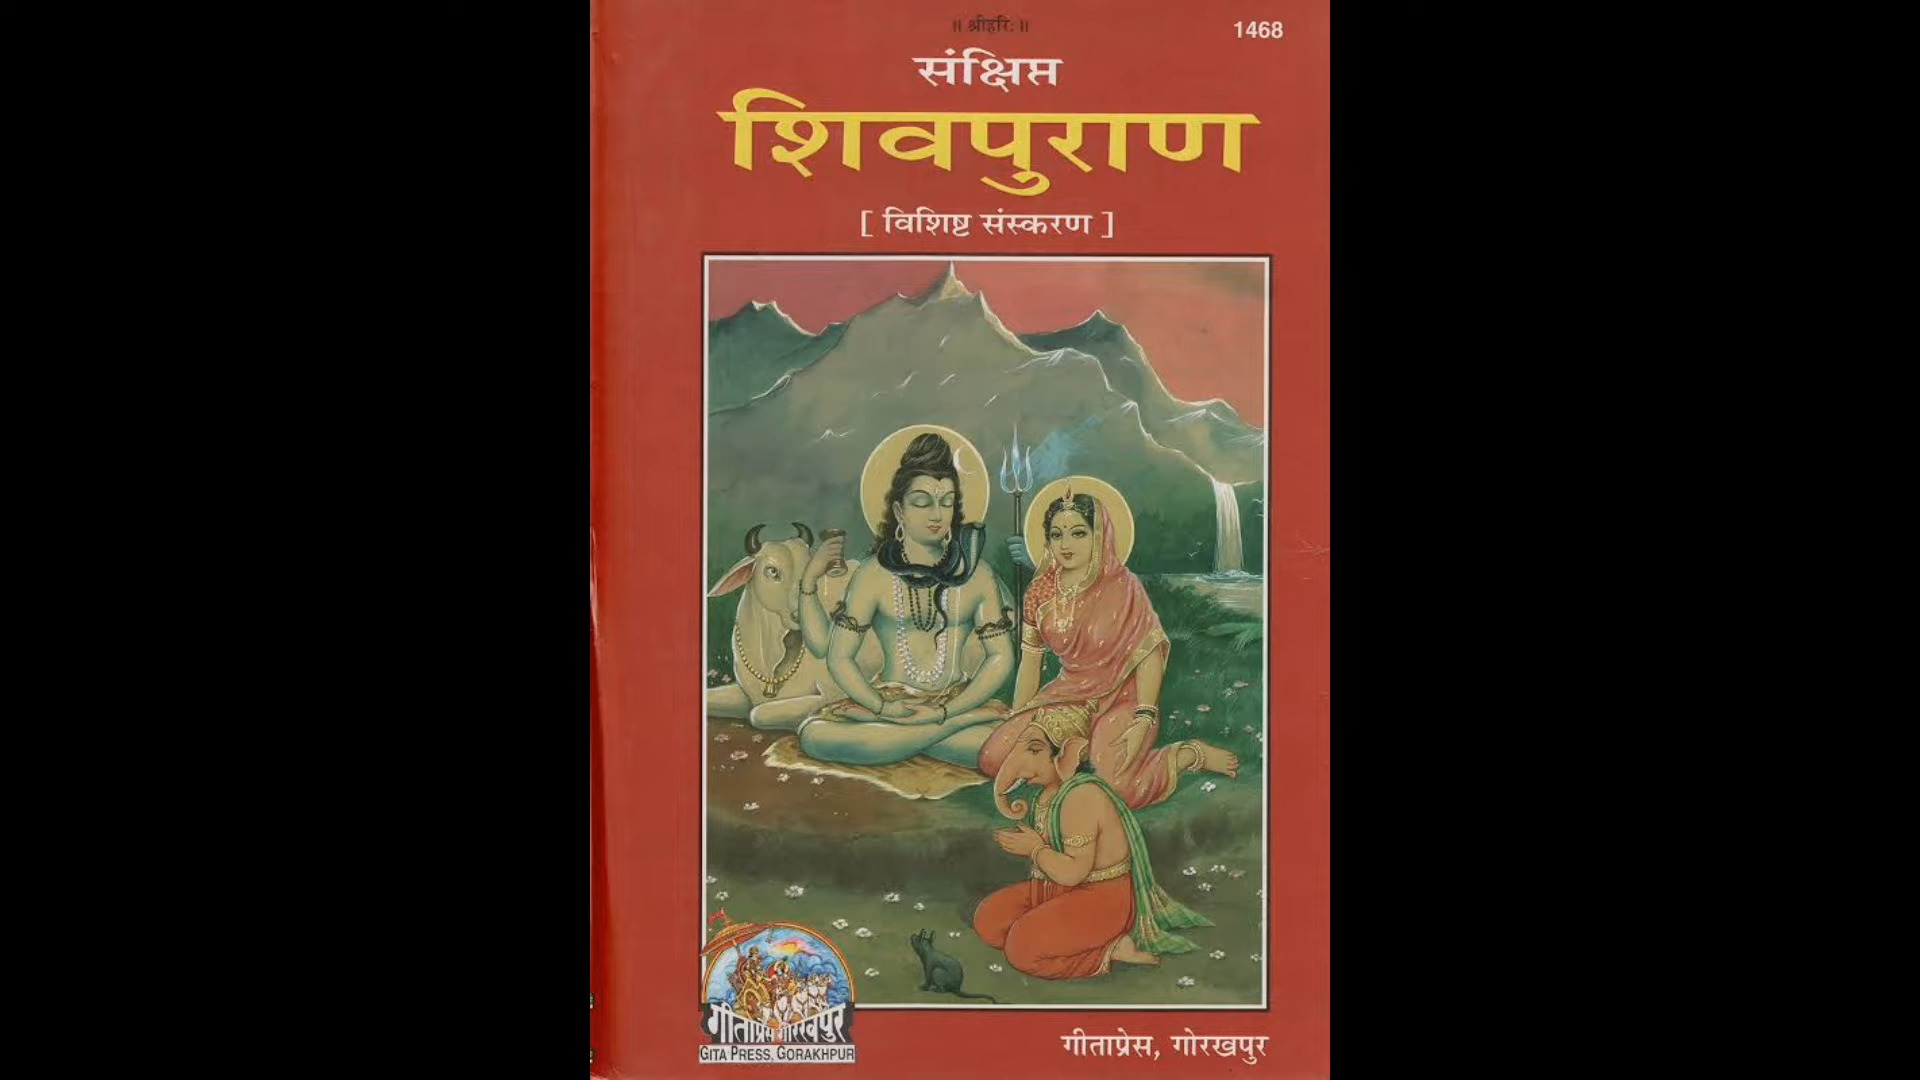 ॥ श्रीहरिः ॥
1468
संक्षिप्त
शिवपुराण
[ विशिष्ट संस्करण ]
गीताप्रेस गोरखपुर
GITA PRESS, GORAKHPUR
गीताप्रेस, गोरखपुर